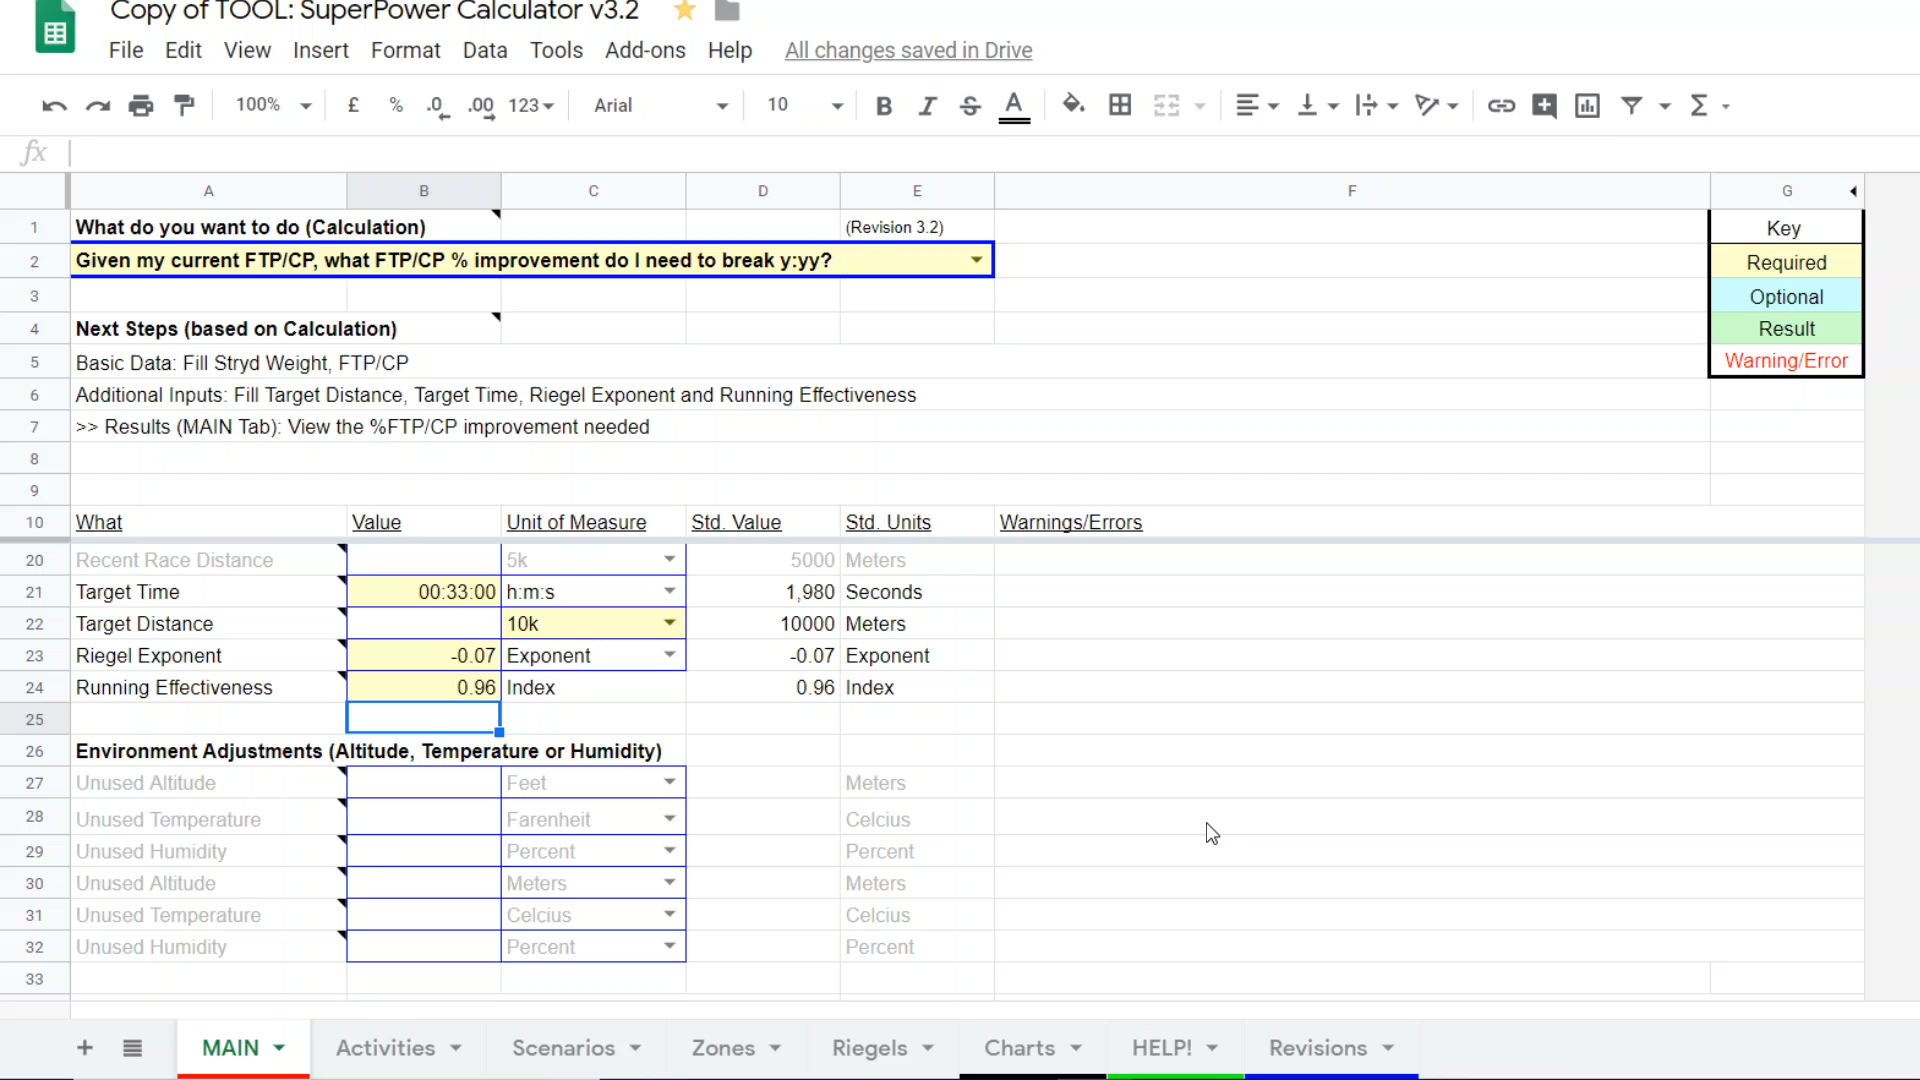 Copy of TOOL: SuperPower Calculator v3.2
File Edit View Insert Format Data Tools Add-ons Help All changes saved in Drive
100% £ % .0 .00 123 Arial 10 B I S A Σ
fx
A B C D E F G
1 What do you want to do (Calculation) (Revision 3.2) Key
2 Given my current FTP/CP, what FTP/CP % improvement do I need to break y:yy? Required
3 Optional
4 Next Steps (based on Calculation) Result
5 Basic Data: Fill Stryd Weight, FTP/CP Warning/Error
6 Additional Inputs: Fill Target Distance, Target Time, Riegel Exponent and Running Effectiveness
7 >> Results (MAIN Tab): View the %FTP/CP improvement needed
8
9
10 What Value Unit of Measure Std. Value Std. Units Warnings/Errors
20 Recent Race Distance 5k 5000 Meters
21 Target Time 00:33:00 h:m:s 1,980 Seconds
22 Target Distance 10k 10000 Meters
23 Riegel Exponent -0.07 Exponent -0.07 Exponent
24 Running Effectiveness 0.96 Index 0.96 Index
25
26 Environment Adjustments (Altitude, Temperature or Humidity)
27 Unused Altitude Feet Meters
28 Unused Temperature Farenheit Celcius
29 Unused Humidity Percent Percent
30 Unused Altitude Meters Meters
31 Unused Temperature Celcius Celcius
32 Unused Humidity Percent Percent
33
+ MAIN Activities Scenarios Zones Riegels Charts HELP! Revisions